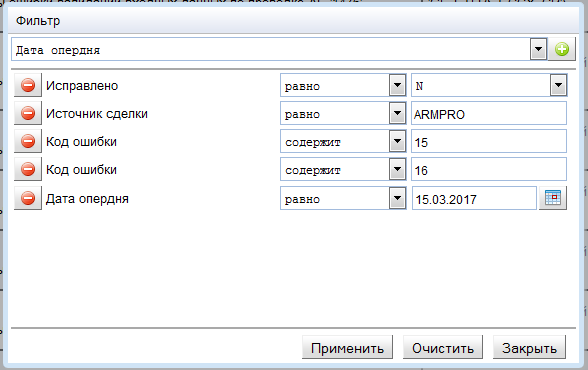 Фильтр
Дата опердня
Исправлено равно N
Источник сделки равно ARMPRO
Код ошибки содержит 15
Код ошибки содержит 16
Дата опердня равно 15.03.2017
Применить Очистить Закрыть